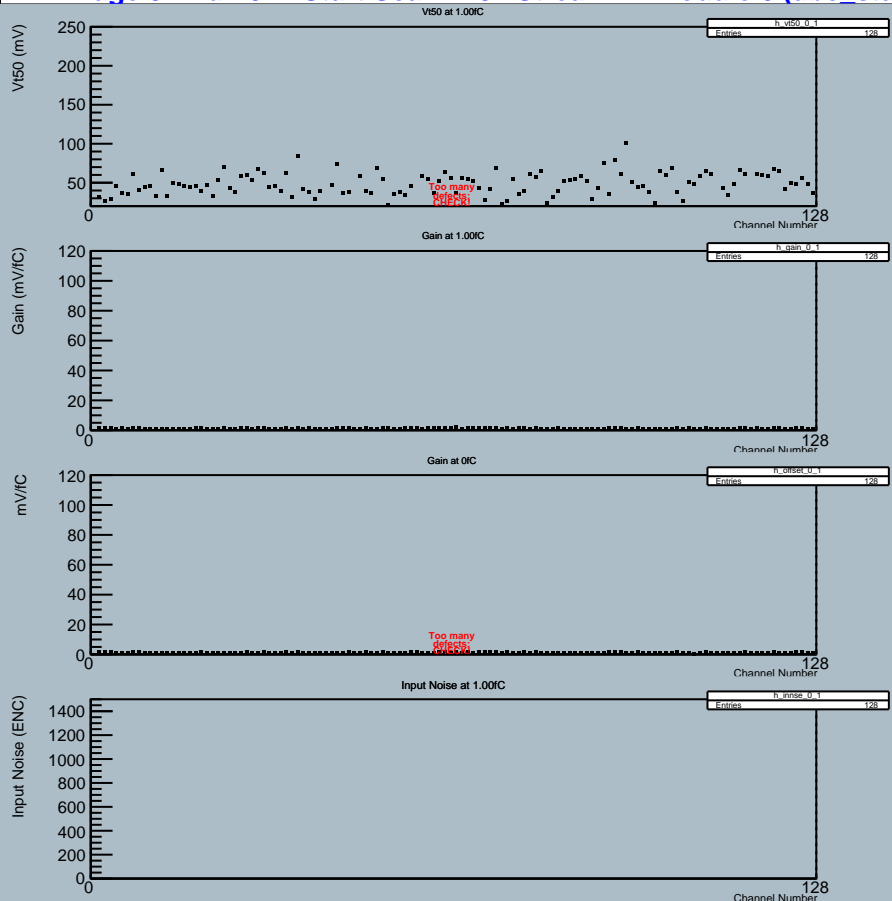 Vt50 at 1.00fC
h_vt50_0_1
Entries 128
Vt50 (mV)
250
200
150
100
50
Too many
defects:
CHECK!
0
128
Channel Number
Gain at 1.00fC
h_gain_0_1
Entries 128
Gain (mV/fC)
120
100
80
60
40
20
0
0
128
Channel Number
Gain at 0fC
h_offset_0_1
Entries 128
mV/fC
120
100
80
60
40
20
Too many
defects:
CHECK!
0
0
128
Channel Number
Input Noise at 1.00fC
h_innse_0_1
Entries 128
Input Noise (ENC)
1400
1200
1000
800
600
400
200
0
0
128
Channel Number